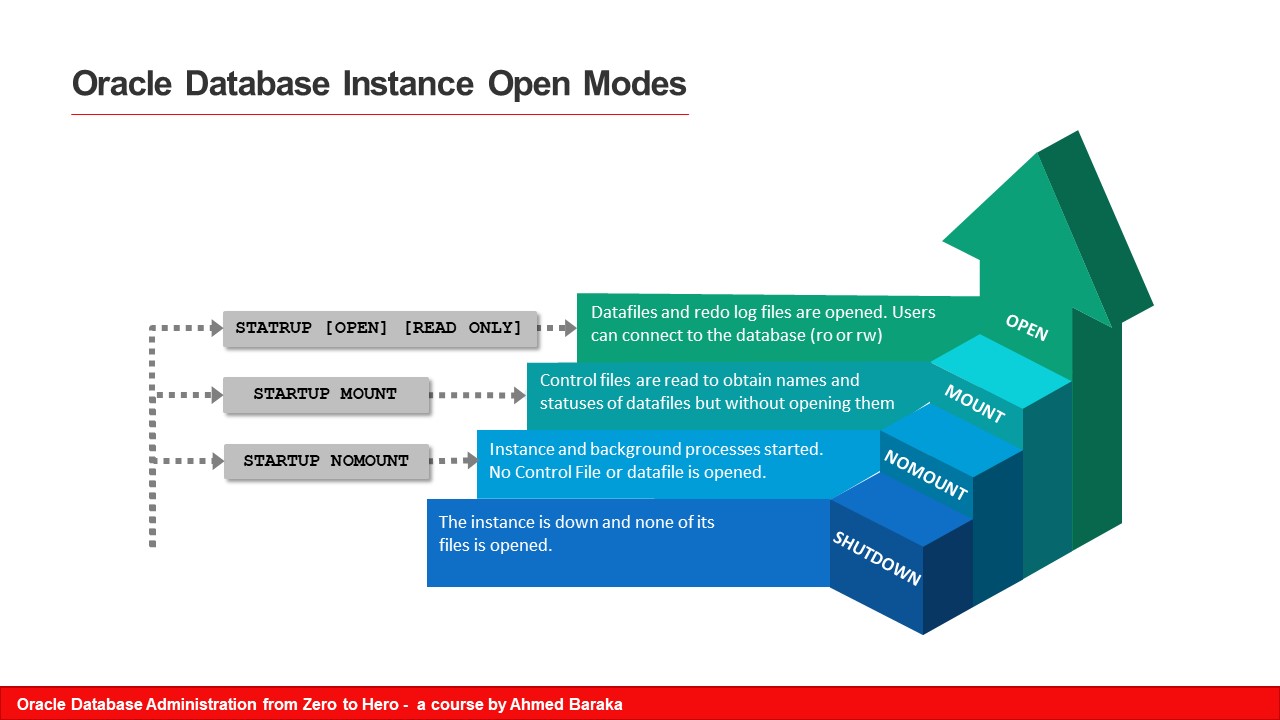 Oracle Database Instance Open Modes
STATRUP [OPEN] [READ ONLY]
Datafiles and redo log files are opened. Users
can connect to the database (ro or rw)
OPEN
STARTUP MOUNT
Control files are read to obtain names and
statuses of datafiles but without opening them
MOUNT
STARTUP NOMOUNT
Instance and background processes started.
No Control File or datafile is opened.
NOMOUNT
The instance is down and none of its
files is opened.
SHUTDOWN
Oracle Database Administration from Zero to Hero - a course by Ahmed Baraka